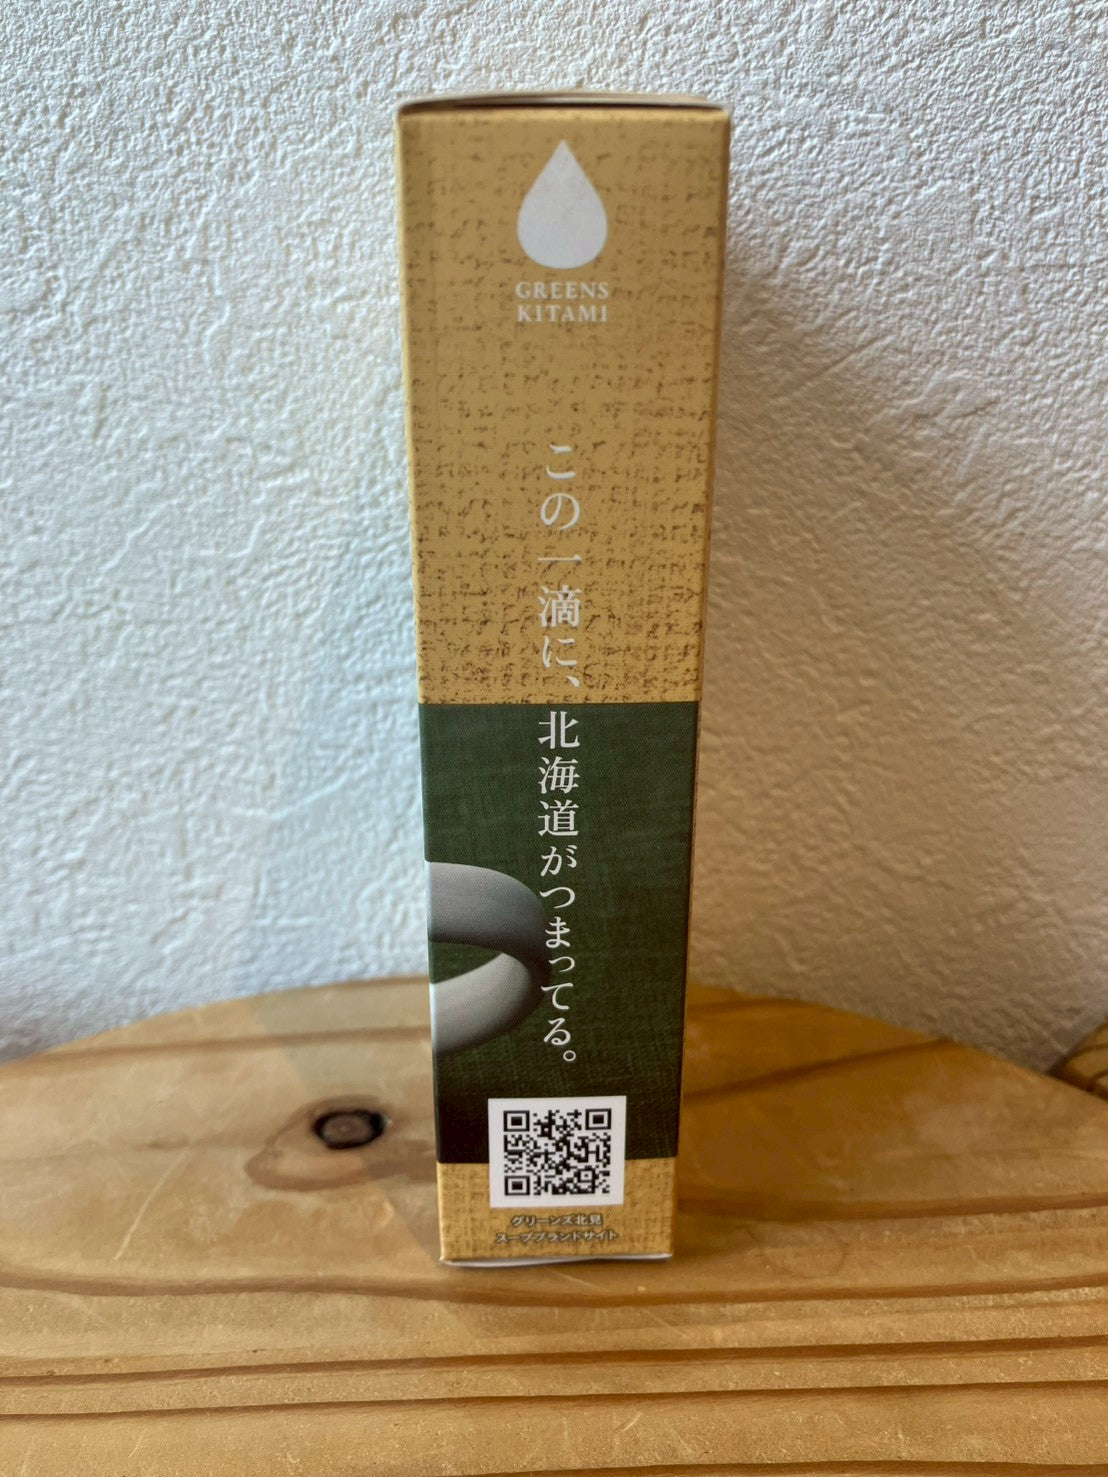 GREENS
KITAMI
この一滴に、北海道がつまってる。
グリーンズ北見
スープブランドサイト